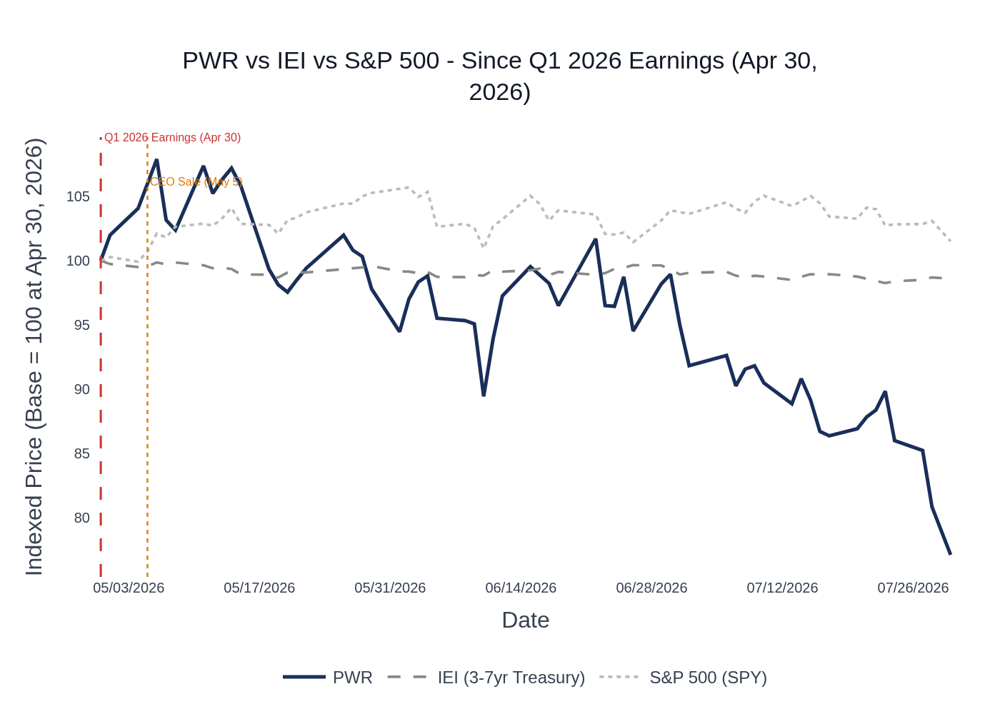 PWR vs IEI vs S&P 500 - Since Q1 2026 Earnings (Apr 30,
2026)
Q1 2026 Earnings (Apr 30)
CEO Sale (May 5)
Indexed Price (Base = 100 at Apr 30, 2026)
105
100
95
90
85
80
05/03/2026
05/17/2026
05/31/2026
06/14/2026
06/28/2026
07/12/2026
07/26/2026
Date
PWR
IEI (3-7yr Treasury)
S&P 500 (SPY)